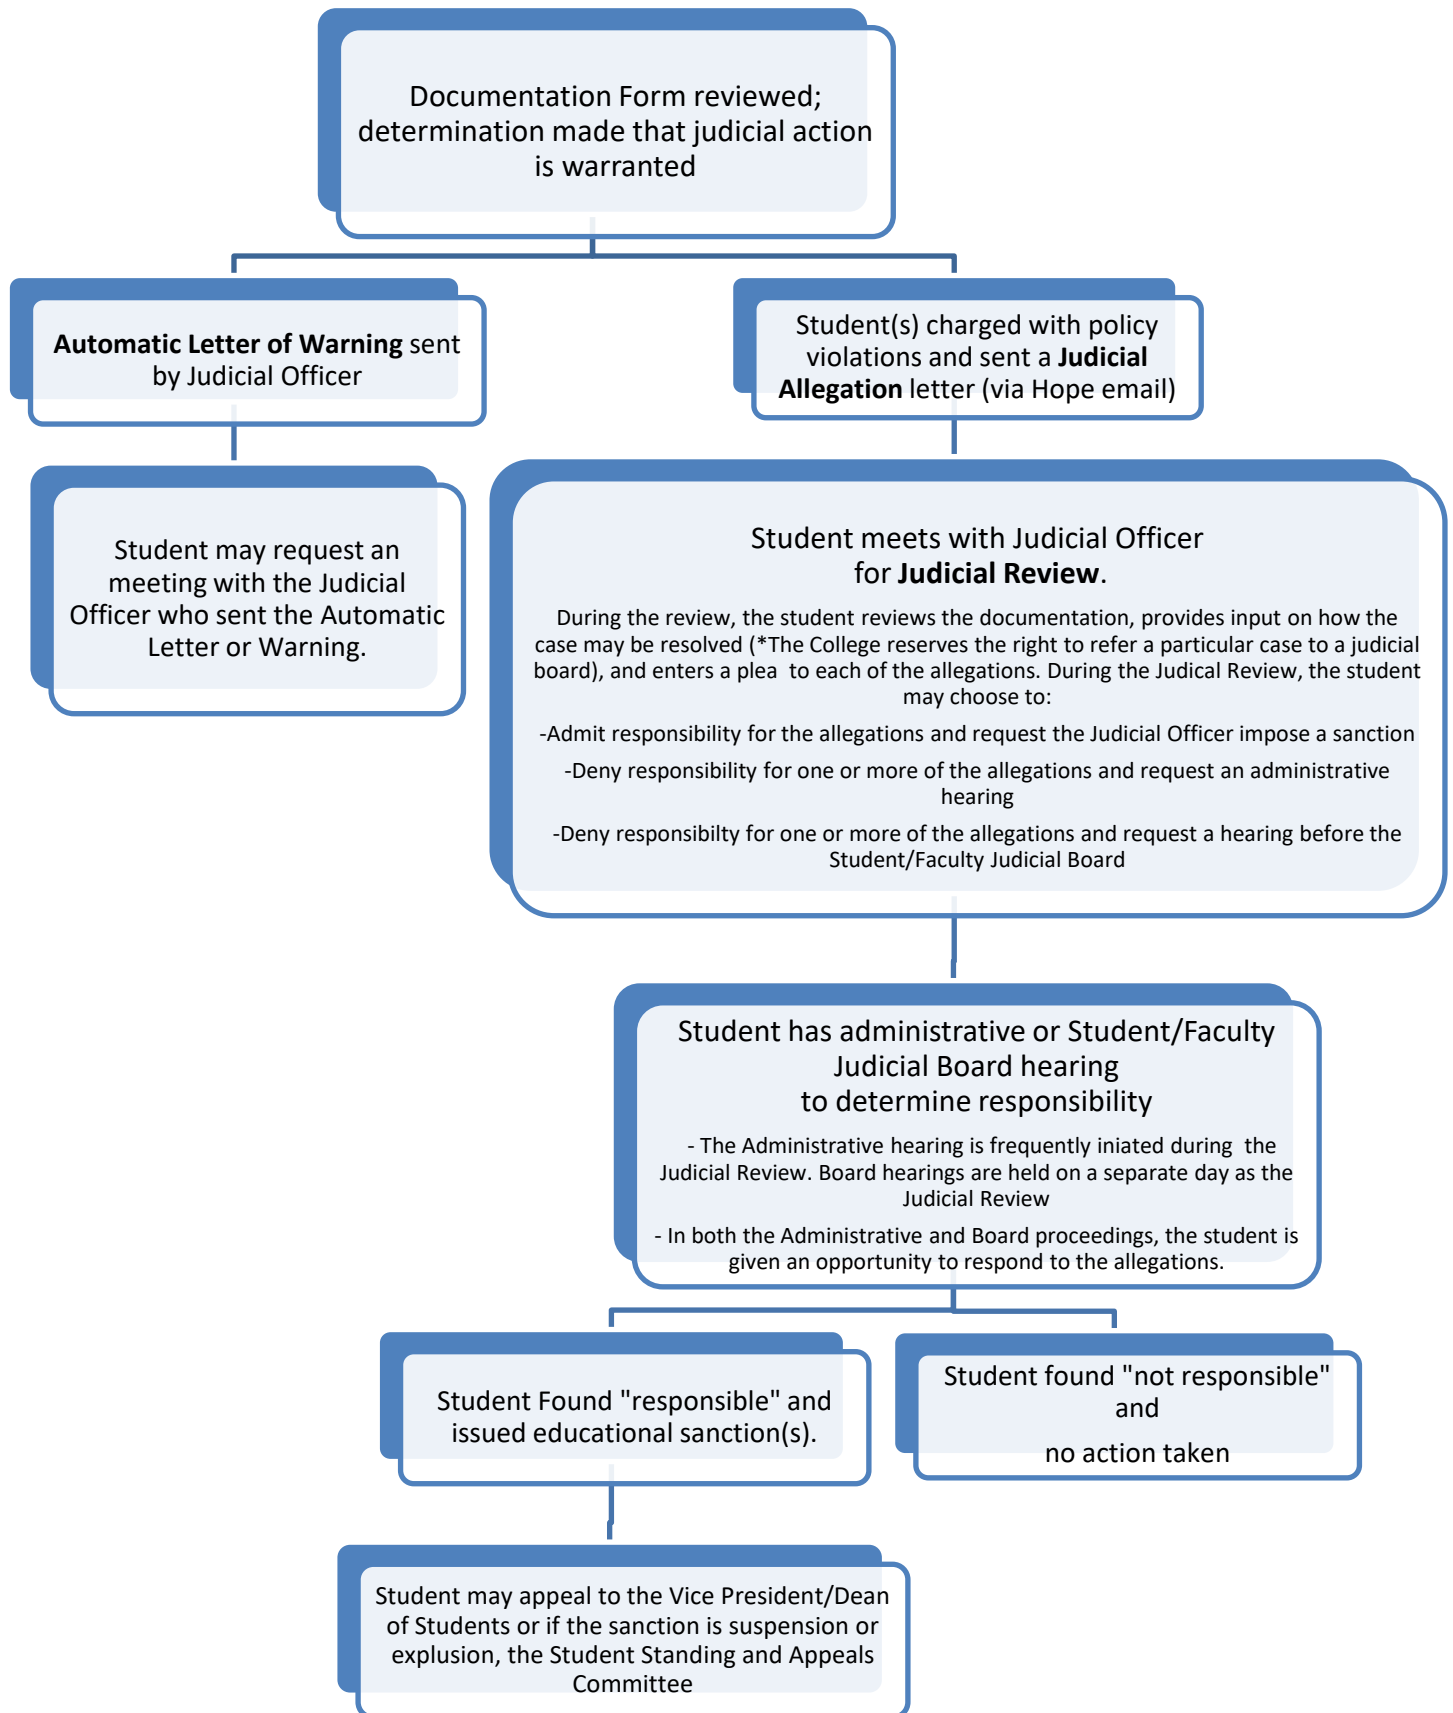 Documentation Form reviewed;
determination made that judicial action
is warranted
Automatic Letter of Warning sent
by Judicial Officer
Student(s) charged with policy
violations and sent a Judicial
Allegation letter (via Hope email)
Student may request an
meeting with the Judicial
Officer who sent the Automatic
Letter or Warning.
Student meets with Judicial Officer
for Judicial Review.
During the review, the student reviews the documentation, provides input on how the
case may be resolved (*The College reserves the right to refer a particular case to a judicial
board), and enters a plea  to each of the allegations. During the Judical Review, the student
may choose to:
-Admit responsibility for the allegations and request the Judicial Officer impose a sanction
-Deny responsibility for one or more of the allegations and request an administrative
hearing
-Deny responsibilty for one or more of the allegations and request a hearing before the
Student/Faculty Judicial Board
Student has administrative or Student/Faculty
Judicial Board hearing
to determine responsibility
- The Administrative hearing is frequently iniated during  the
Judicial Review. Board hearings are held on a separate day as the
Judicial Review
- In both the Administrative and Board proceedings, the student is
given an opportunity to respond to the allegations.
Student Found "responsible" and
issued educational sanction(s).
Student found "not responsible"
and
no action taken
Student may appeal to the Vice President/Dean
of Students or if the sanction is suspension or
explusion, the Student Standing and Appeals
Committee